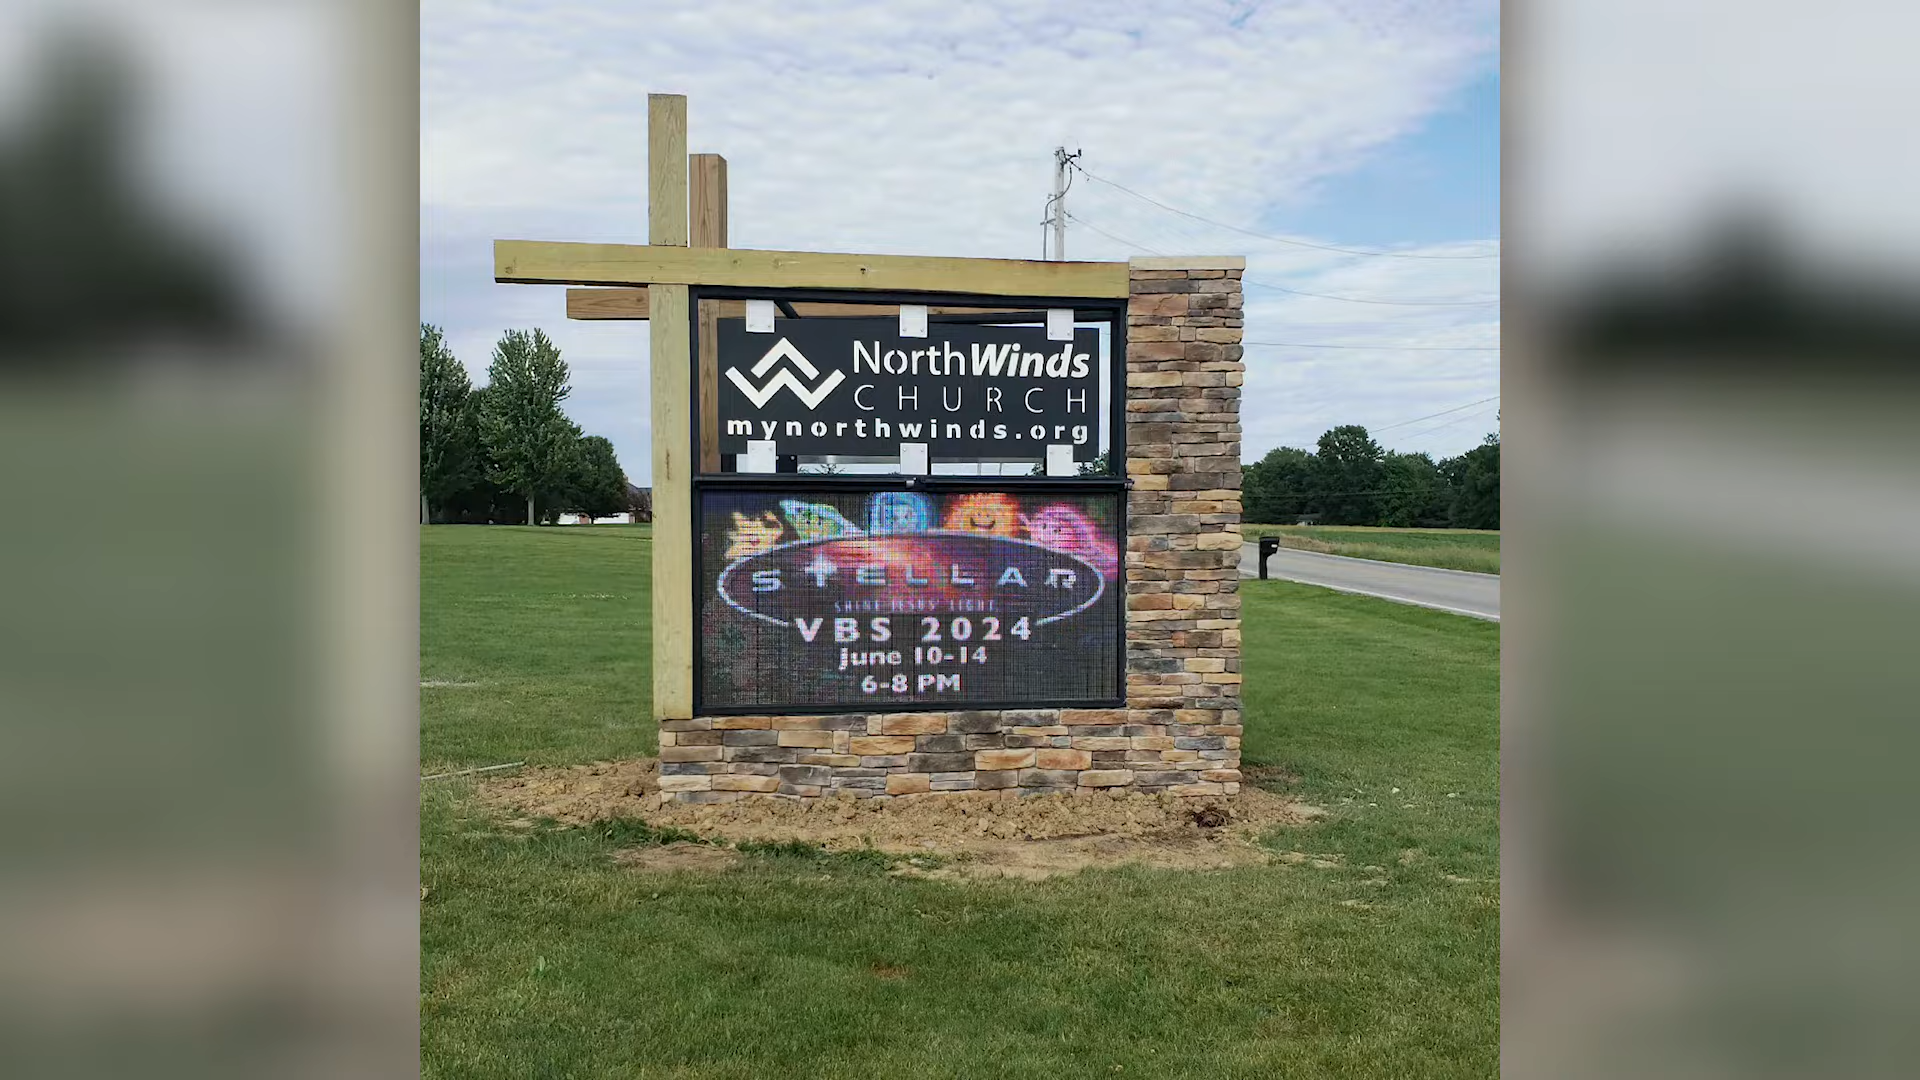 NorthWinds
CHURCH
mynorthwinds.org
STELLAR
SHINE JESUS' LIGHT
VBS 2024
June 10-14
6-8 PM